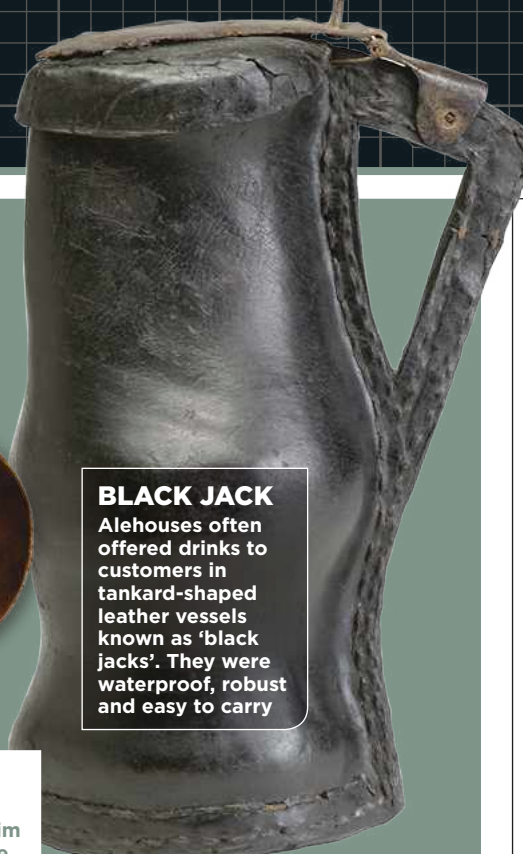 BLACK JACK
Alehouses often
offered drinks to
customers in
tankard-shaped
leather vessels
known as ‘black
jacks’. They were
waterproof, robust
and easy to carry